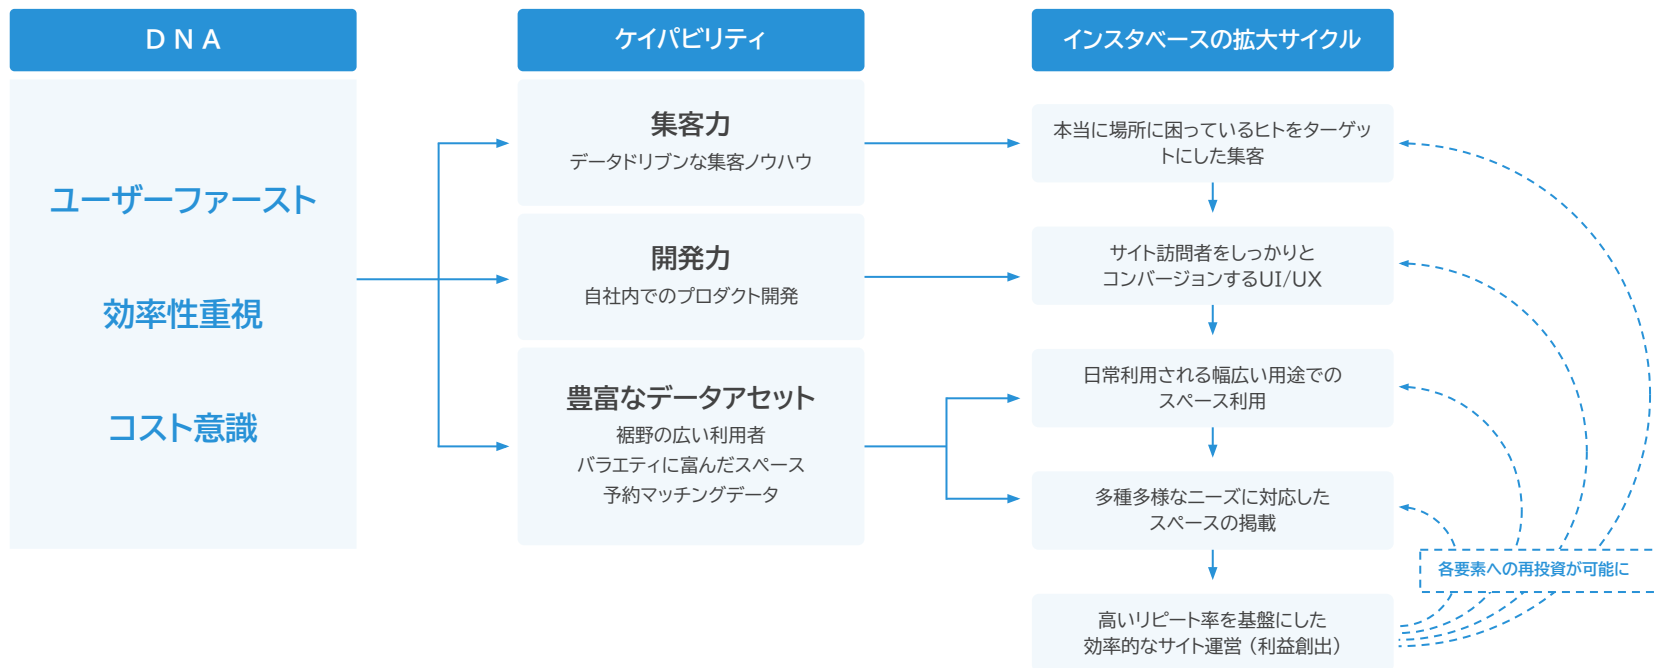 DNA
ユーザーファースト
効率性重視
コスト意識
ケイパビリティ
集客力
データドリブンな集客ノウハウ
開発力
自社内でのプロダクト開発
豊富なデータアセット
裾野の広い利用者
バラエティに富んだスペース
予約マッチングデータ
インスタベースの拡大サイクル
本当に場所に困っているヒトをターゲッ
トにした集客
サイト訪問者をしっかりと
コンバージョンするUI/UX
日常利用される幅広い用途での
スペース利用
多種多様なニーズに対応した
スペースの掲載
高いリピート率を基盤にした
効率的なサイト運営（利益創出）
各要素への再投資が可能に